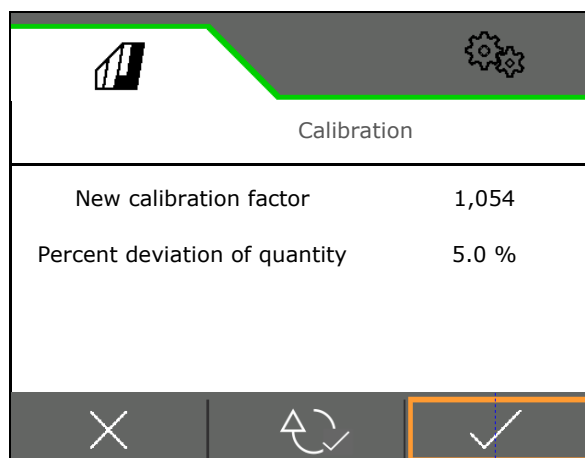 Calibration
New calibration factor 1,054
Percent deviation of quantity 5.0 %